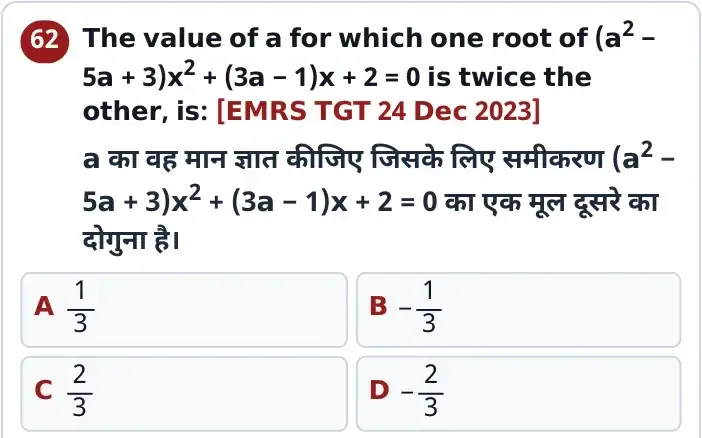 62 The value of a for which one root of (a² –
5a + 3)x² + (3a – 1)x + 2 = 0 is twice the
other, is: [EMRS TGT 24 Dec 2023]
a का वह मान ज्ञात कीजिए जिसके लिए समीकरण (a² –
5a + 3)x² + (3a – 1)x + 2 = 0 का एक मूल दूसरे का
दोगुना है।
A 1/3
B –1/3
C 2/3
D –2/3